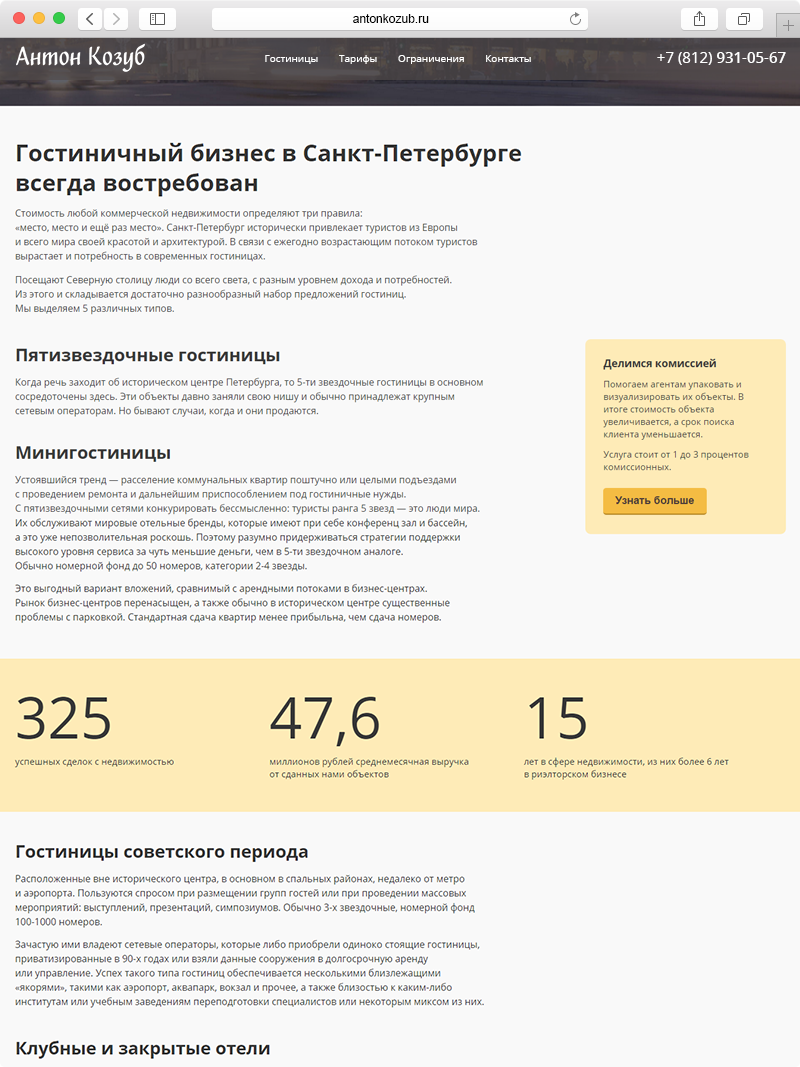 antonkozub.ru
Антон Козуб
Гостиницы
Тарифы
Ограничения
Контакты
+7 (812) 931-05-67
Гостиничный бизнес в Санкт-Петербурге
всегда востребован
Стоимость любой коммерческой недвижимости определяют три правила:
«место, место и ещё раз место». Санкт-Петербург исторически привлекает туристов из Европы
и всего мира своей красотой и архитектурой. В связи с ежегодно возрастающим потоком туристов
вырастает и потребность в современных гостиницах.
Посещают Северную столицу люди со всего света, с разным уровнем дохода и потребностей.
Из этого и складывается достаточно разнообразный набор предложений гостиниц.
Мы выделяем 5 различных типов.
Пятизвездочные гостиницы
Когда речь заходит об историческом центре Петербурга, то 5-ти звездочные гостиницы в основном
сосредоточены здесь. Эти объекты давно заняли свою нишу и обычно принадлежат крупным
сетевым операторам. Но бывают случаи, когда и они продаются.
Делимся комиссией
Помогаем агентам упаковать и
визуализировать их объекты. В
итоге стоимость объекта
увеличивается, а срок поиска
клиента уменьшается.
Услуга стоит от 1 до 3 процентов
комиссионных.
Узнать больше
Минигостиницы
Устоявшийся тренд — расселение коммунальных квартир поштучно или целыми подъездами
с проведением ремонта и дальнейшим приспособлением под гостиничные нужды.
С пятизвездочными сетями конкурировать бессмысленно: туристы ранга 5 звезд — это люди мира.
Их обслуживают мировые отельные бренды, которые имеют при себе конференц зал и бассейн,
а это уже непозволительная роскошь. Поэтому разумно придерживаться стратегии поддержки
высокого уровня сервиса за чуть меньшие деньги, чем в 5-ти звездочном аналоге.
Обычно номерной фонд до 50 номеров, категории 2-4 звезды.
Это выгодный вариант вложений, сравнимый с арендными потоками в бизнес-центрах.
Рынок бизнес-центров перенасыщен, а также обычно в историческом центре существенные
проблемы с парковкой. Стандартная сдача квартир менее прибыльна, чем сдача номеров.
325
успешных сделок с недвижимостью
47,6
миллионов рублей среднемесячная выручка
от сданных нами объектов
15
лет в сфере недвижимости, из них более 6 лет
в риэлторском бизнесе
Гостиницы советского периода
Расположенные вне исторического центра, в основном в спальных районах, недалеко от метро
и аэропорта. Пользуются спросом при размещении групп гостей или при проведении массовых
мероприятий: выступлений, презентаций, симпозиумов. Обычно 3-х звездочные, номерной фонд
100-1000 номеров.
Зачастую ими владеют сетевые операторы, которые либо приобрели одиноко стоящие гостиницы,
приватизированные в 90-х годах или взяли данные сооружения в долгосрочную аренду
или управление. Успех такого типа гостиниц обеспечивается несколькими близлежащими
«якорями», такими как аэропорт, аквапарк, вокзал и прочее, а также близостью к каким-либо
институтам или учебным заведениям переподготовки специалистов или некоторым миксом из них.
Клубные и закрытые отели